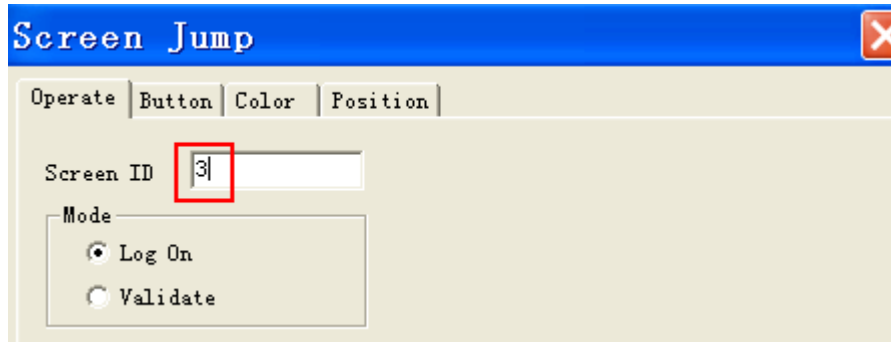 Screen Jump
Operate Button Color Position
Screen ID 3
Mode
Log On
Validate